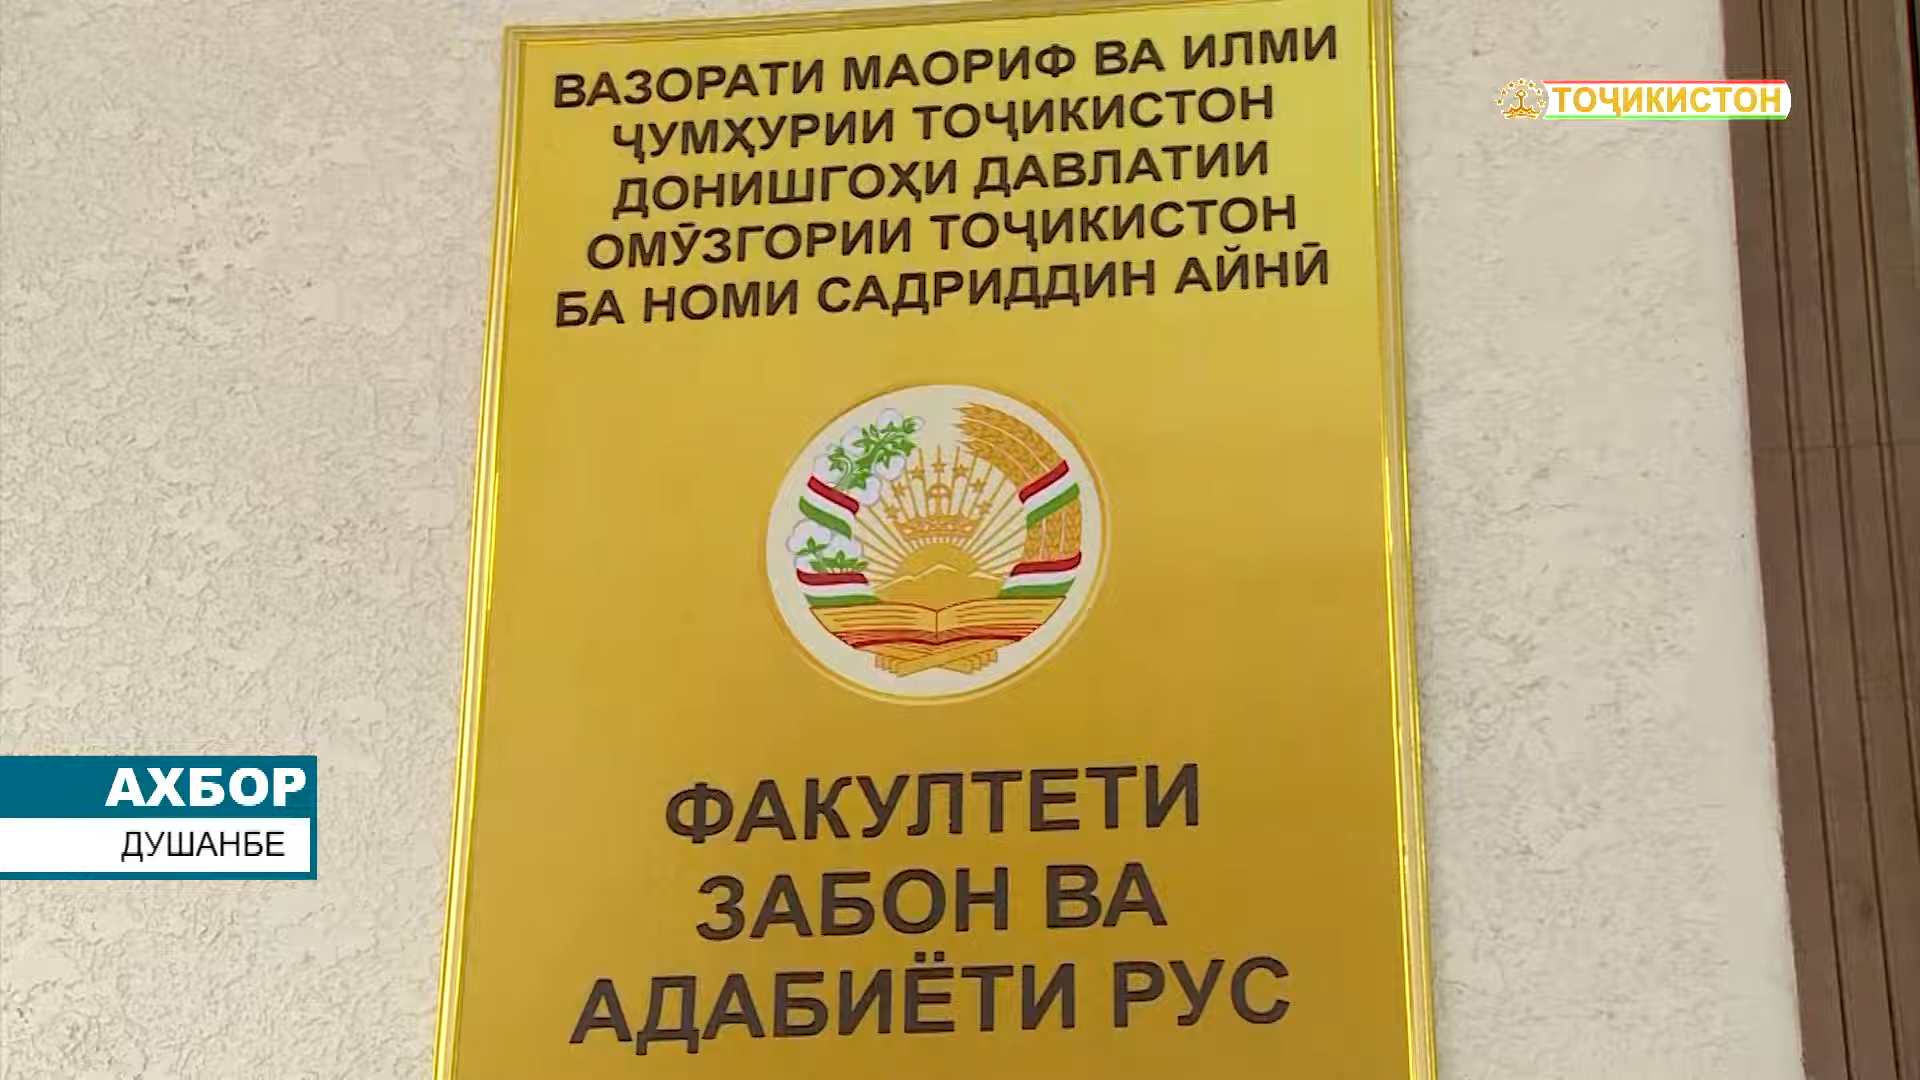 ВАЗОРАТИ МАОРИФ ВА ИЛМИ
ҶУМҲУРИИ ТОҶИКИСТОН
ДОНИШГОҲИ ДАВЛАТИИ
ОМӮЗГОРИИ ТОҶИКИСТОН
БА НОМИ САДРИДДИН АЙНӢ
ТОҶИКИСТОН
ФАКУЛТЕТИ
ЗАБОН ВА
АДАБИЁТИ РУС
АХБОР
ДУШАНБЕ